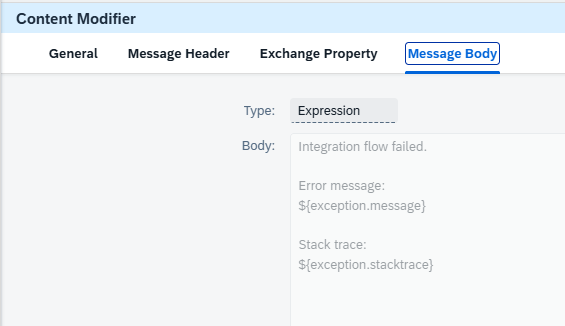 Content Modifier
General Message Header Exchange Property Message Body
Type: Expression
Body: Integration flow failed.
Error message:
${exception.message}
Stack trace:
${exception.stacktrace}